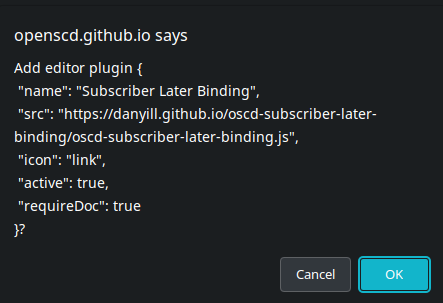 openscd.github.io says
Add editor plugin {
"name": "Subscriber Later Binding",
"src": "https://danyill.github.io/oscd-subscriber-later-
binding/oscd-subscriber-later-binding.js",
"icon": "link",
"active": true,
"requireDoc": true
}?
Cancel OK